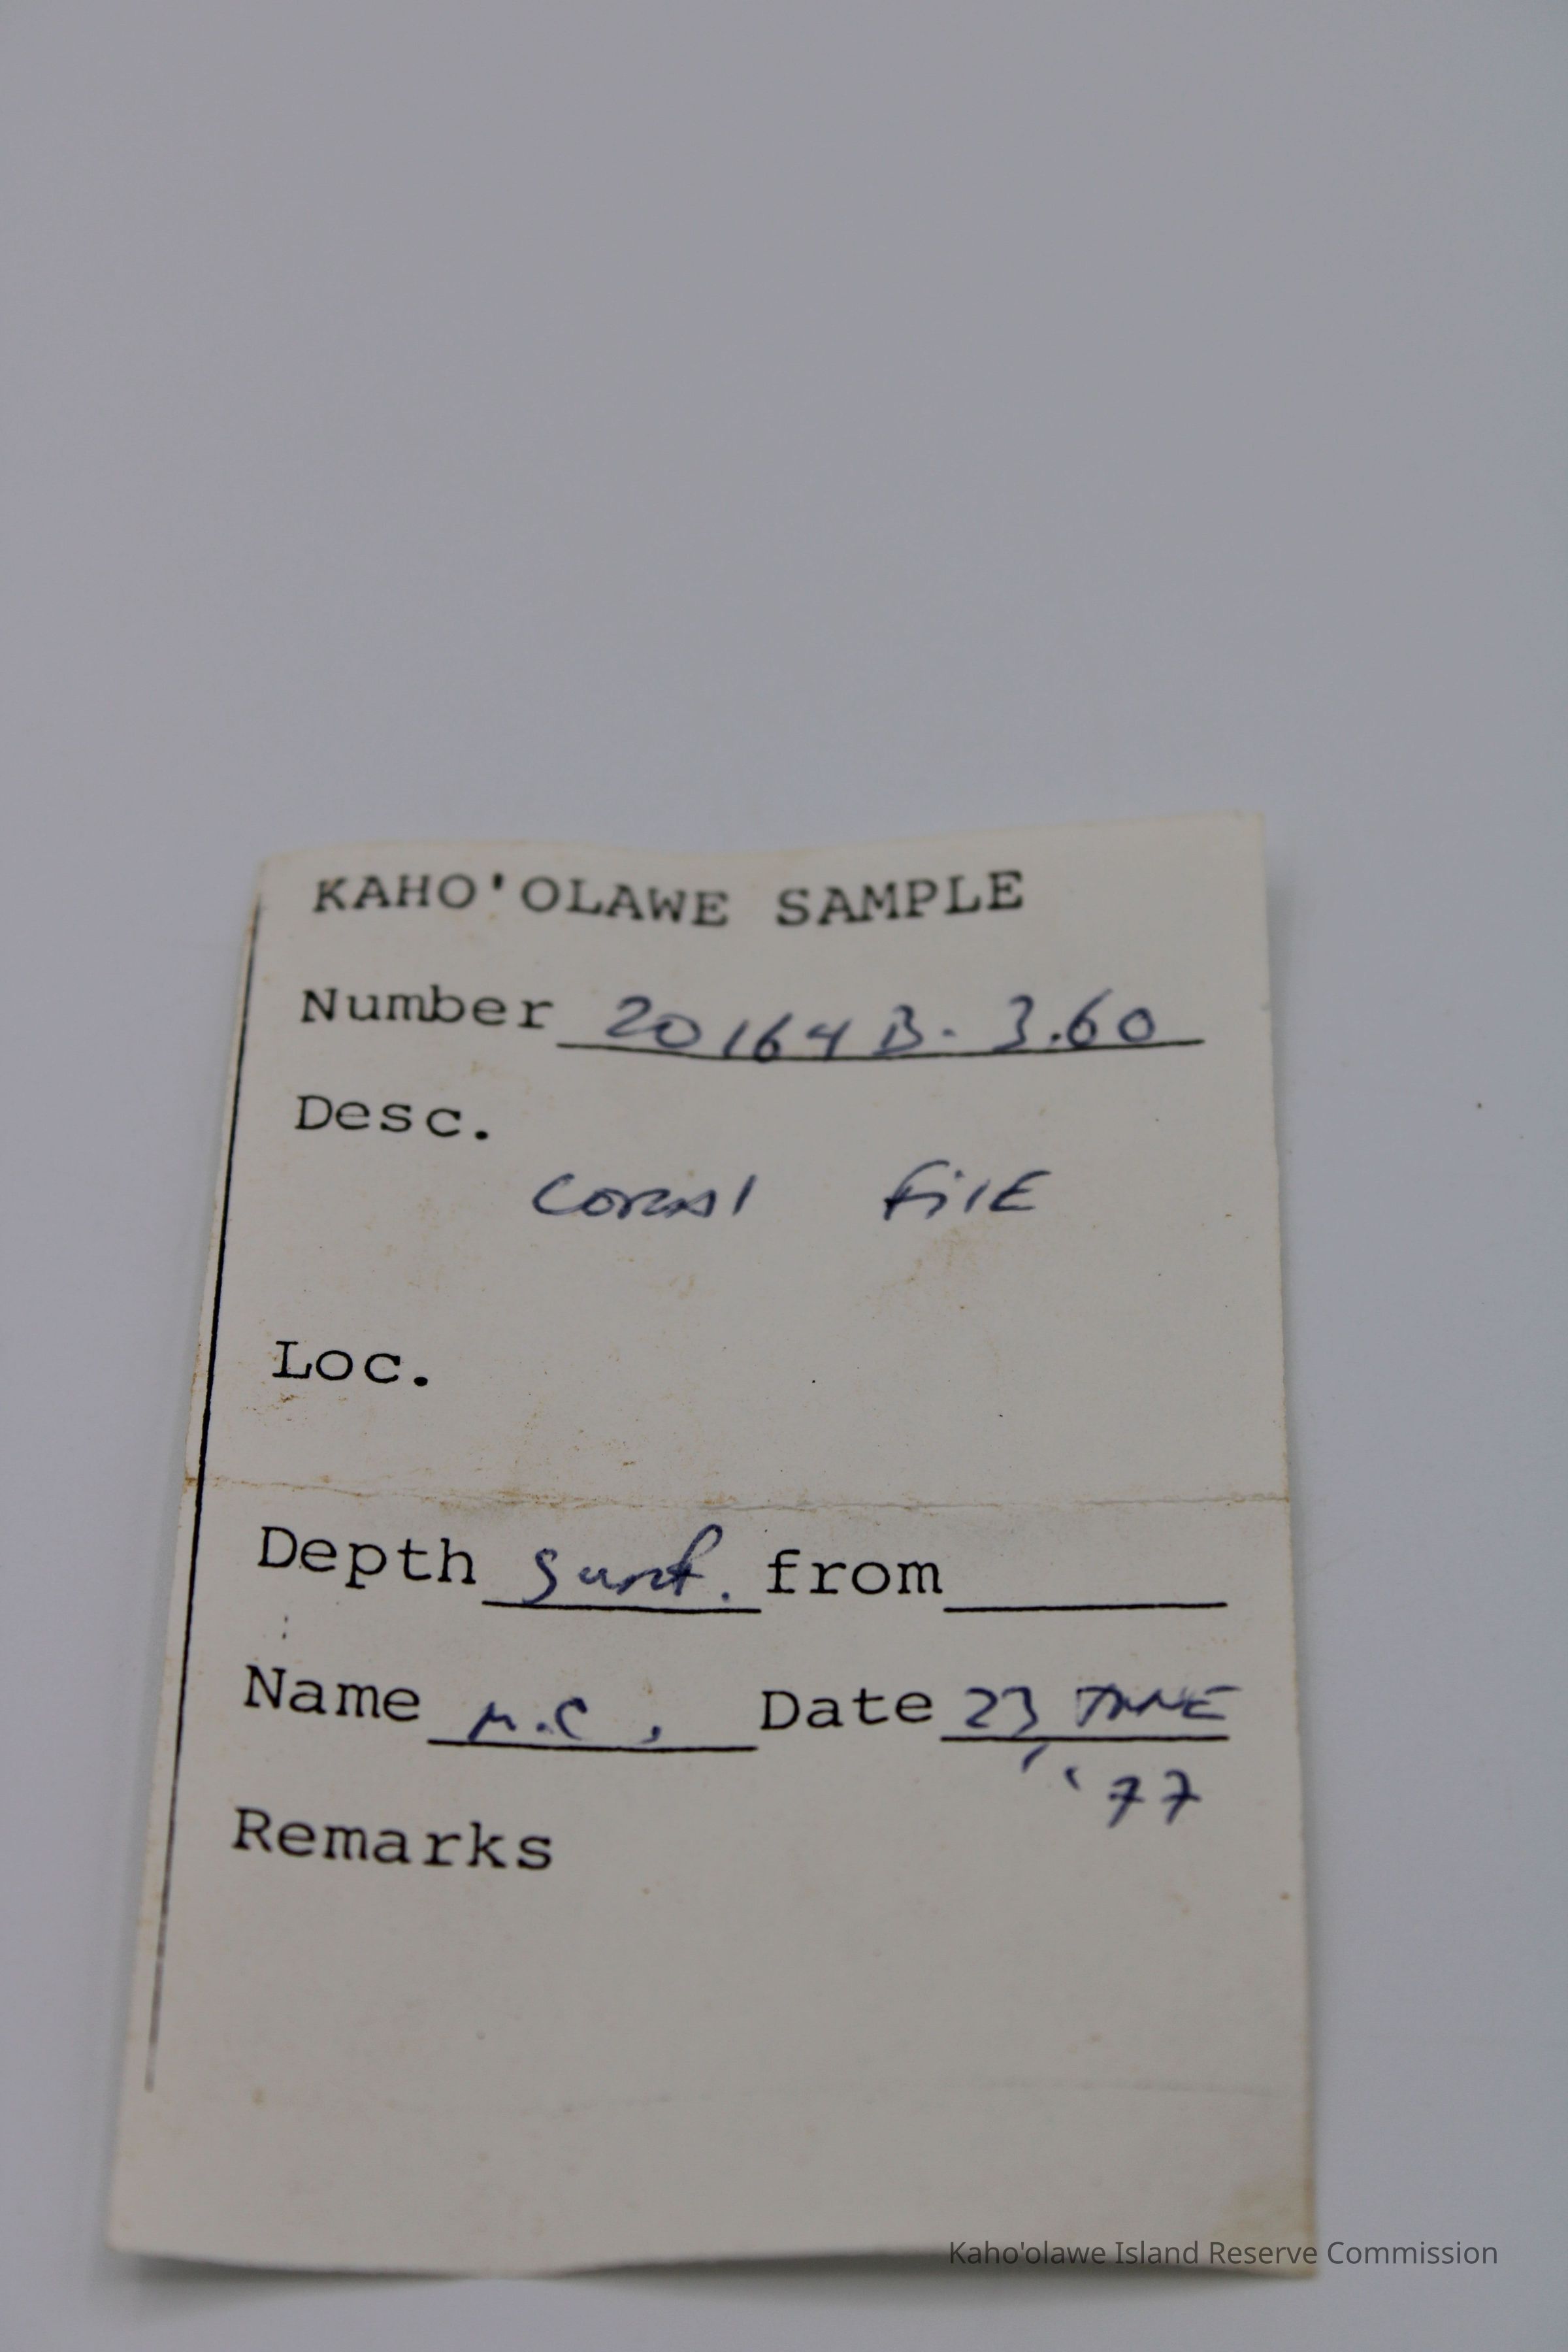 KAHO'OLAWE SAMPLE
Number 20164B-3.60
Desc.
CORAl FilE
Loc.
Depth Surf. from
Name M.C. Date 23 JUNE
'77
Remarks
Kaho'olawe Island Reserve Commission